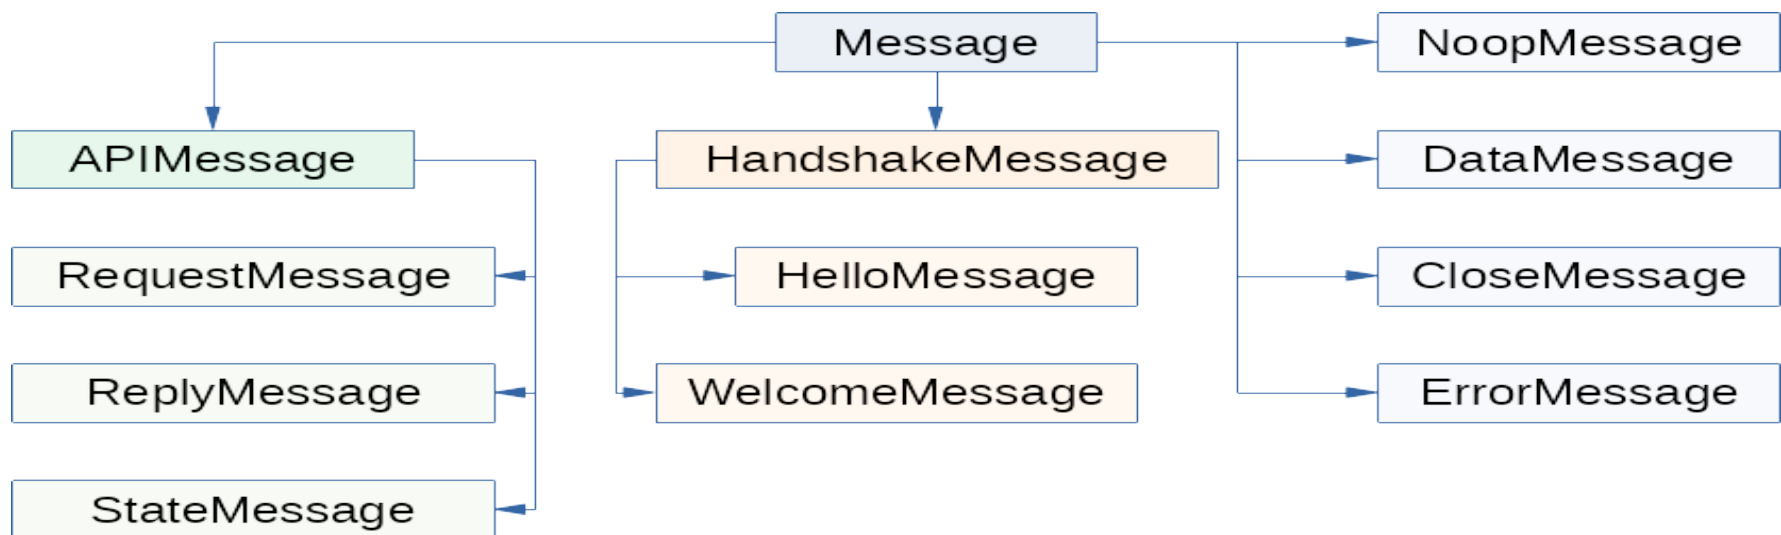 Message
NoopMessage
APIMessage
HandshakeMessage
DataMessage
RequestMessage
HelloMessage
CloseMessage
ReplyMessage
WelcomeMessage
ErrorMessage
StateMessage